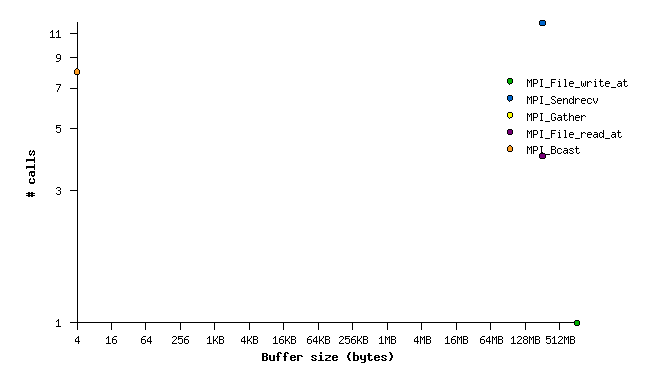 11
9
7
5
3
1
# calls
MPI_File_write_at
MPI_Sendrecv
MPI_Gather
MPI_File_read_at
MPI_Bcast
4 16 64 256 1KB 4KB 16KB 64KB 256KB 1MB 4MB 16MB 64MB 128MB 512MB
Buffer size (bytes)